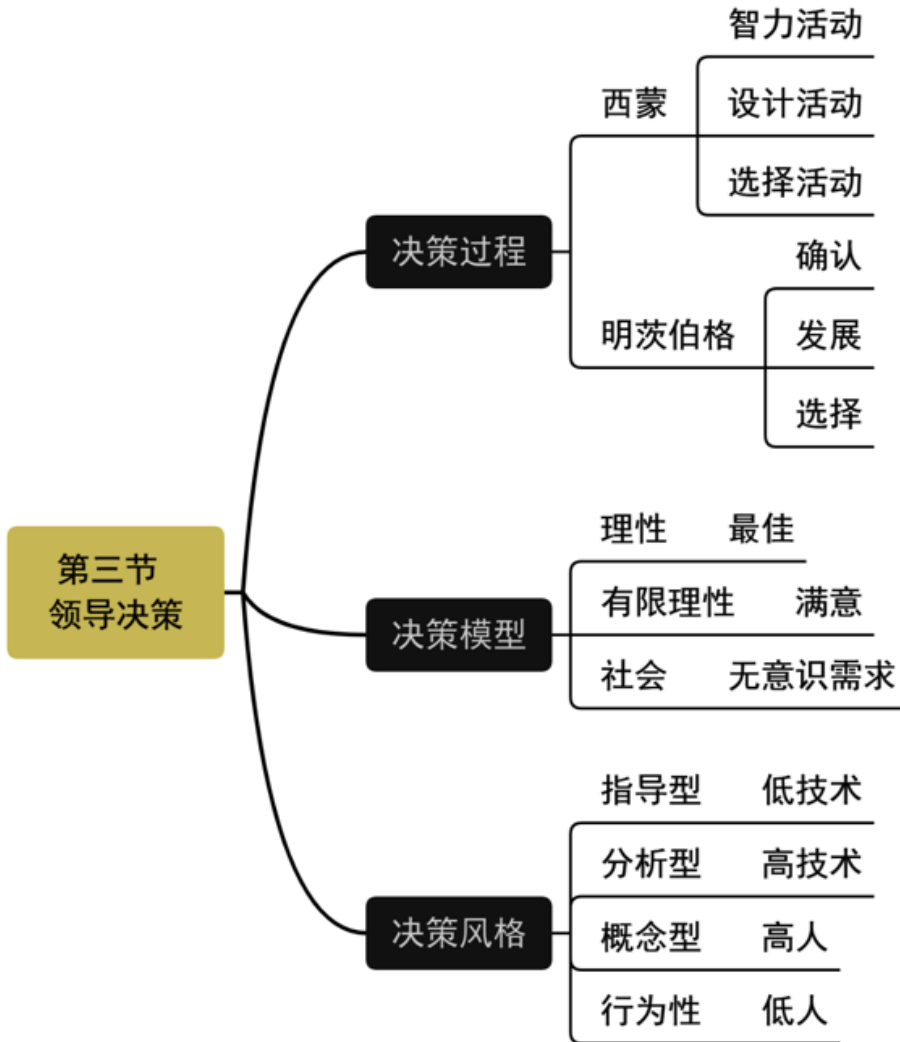 第三节
领导决策
决策过程
西蒙
智力活动
设计活动
选择活动
明茨伯格
确认
发展
选择
决策模型
理性 最佳
有限理性 满意
社会 无意识需求
决策风格
指导型 低技术
分析型 高技术
概念型 高人
行为性 低人